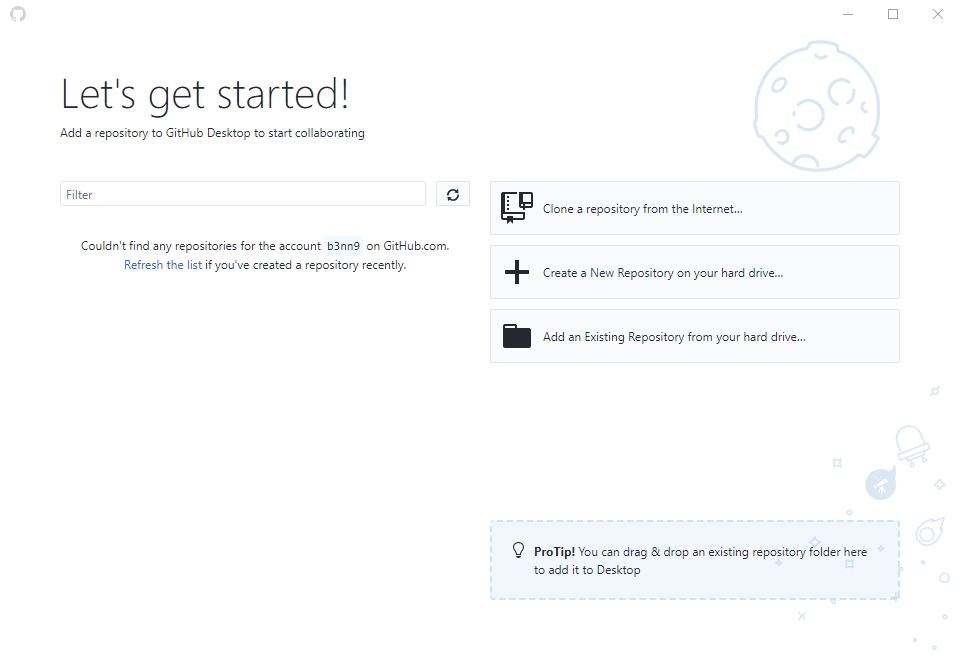 Let's get started!
Add a repository to GitHub Desktop to start collaborating
Filter
Couldn't find any repositories for the account b3nn9 on GitHub.com.
Refresh the list if you've created a repository recently.
Clone a repository from the Internet...
Create a New Repository on your hard drive...
Add an Existing Repository from your hard drive...
ProTip! You can drag & drop an existing repository folder here
to add it to Desktop